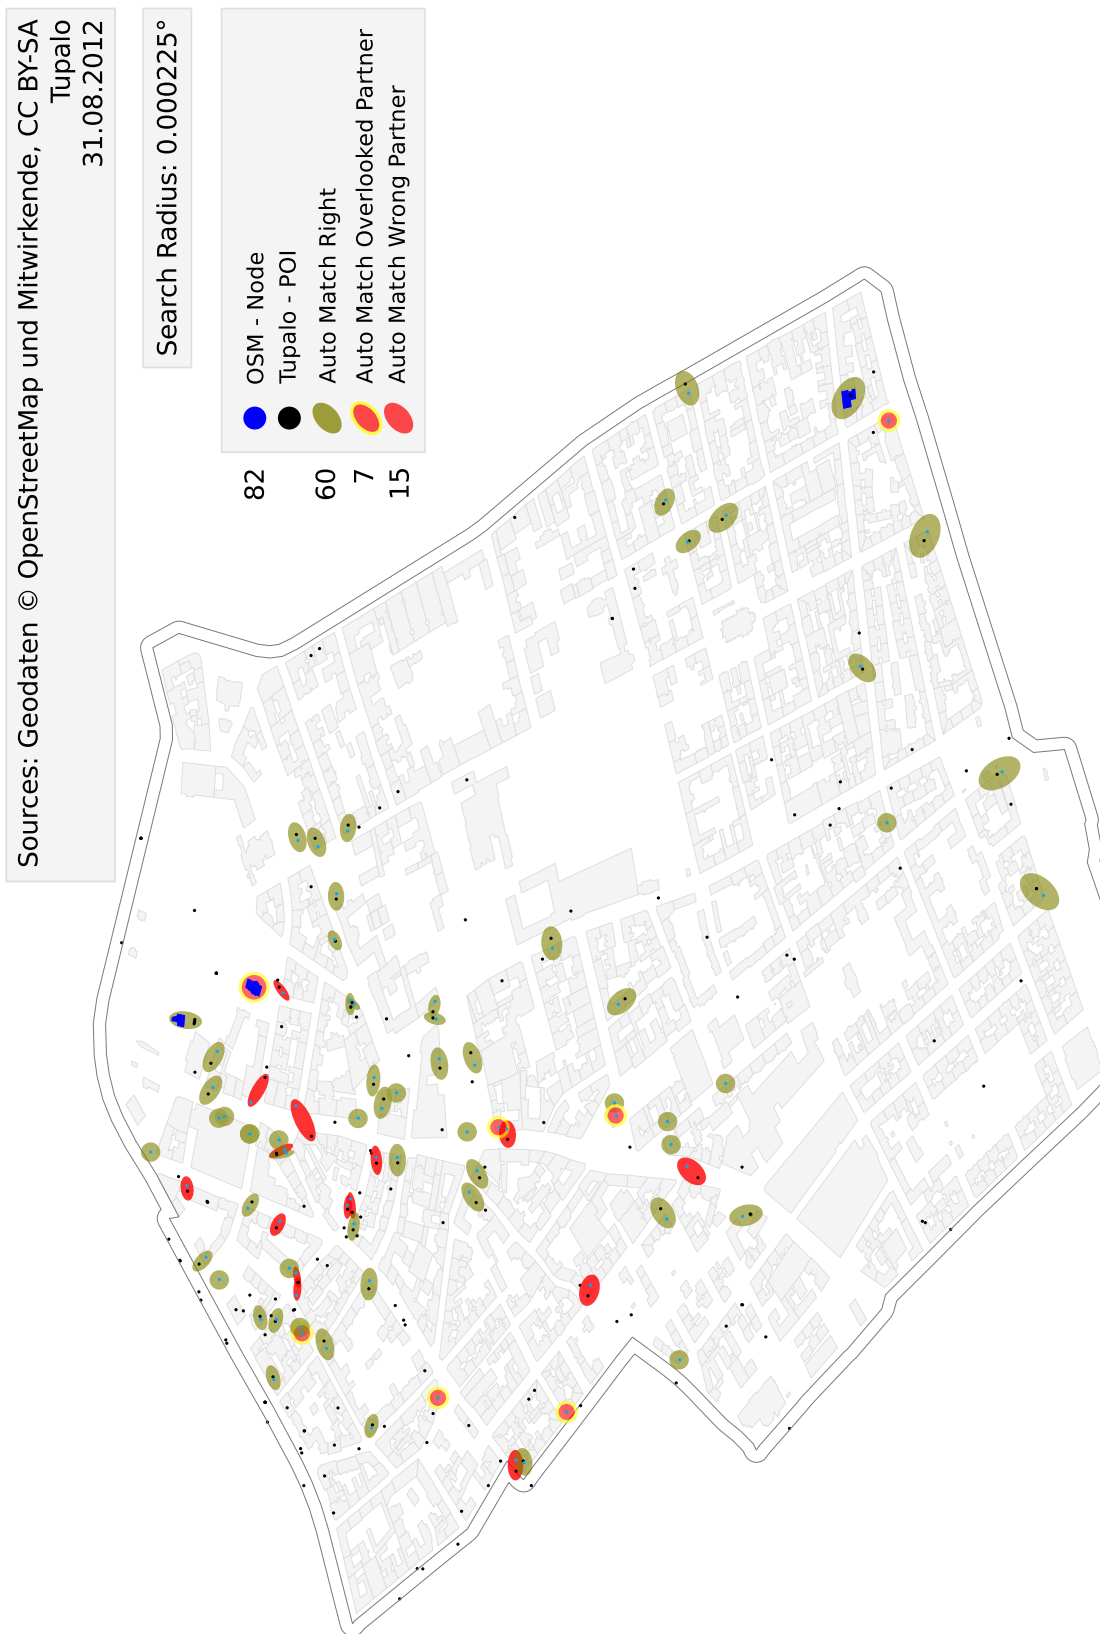 Sources: Geodaten © OpenStreetMap und Mitwirkende, CC BY-SA
Tupalo
31.08.2012
Search Radius: 0.000225°
82 OSM - Node
Tupalo - POI
60 Auto Match Right
7 Auto Match Overlooked Partner
15 Auto Match Wrong Partner